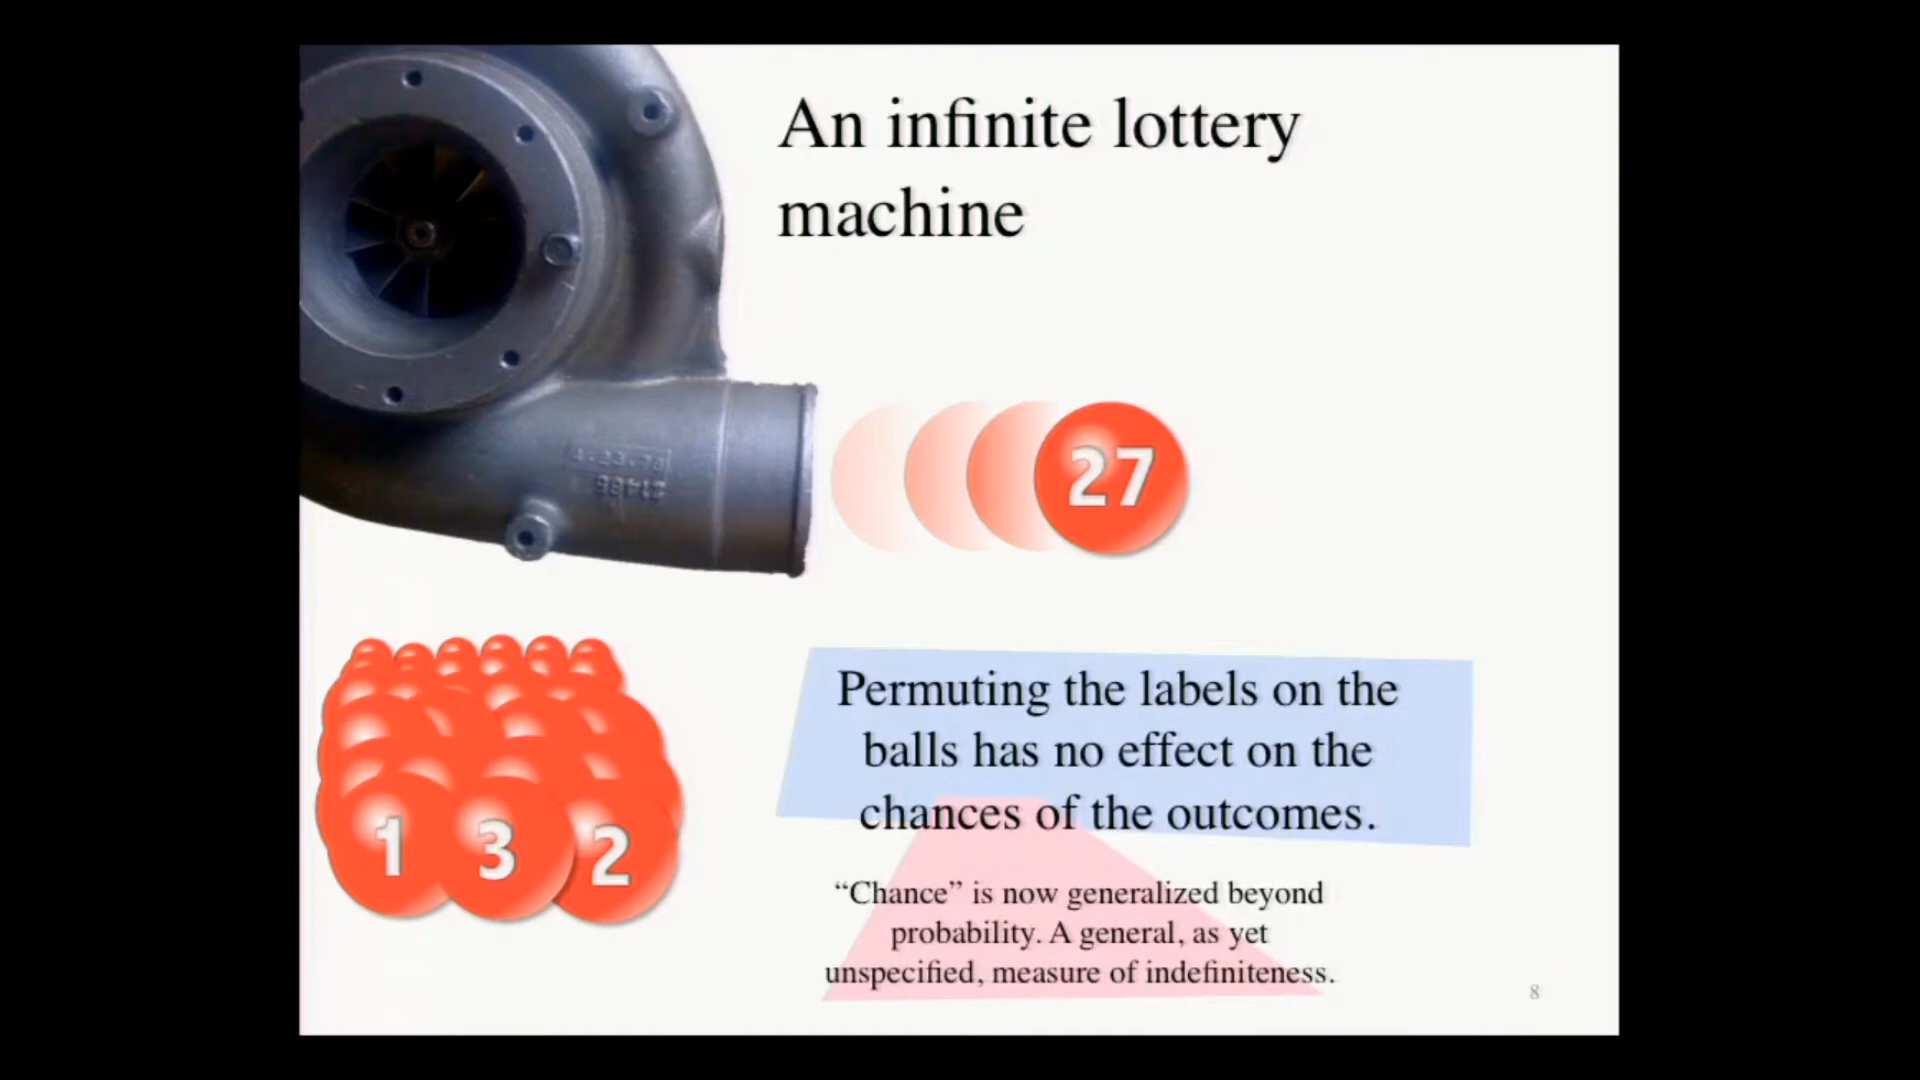 An infinite lottery
machine
27
1 3 2
Permuting the labels on the
balls has no effect on the
chances of the outcomes.
“Chance” is now generalized beyond
probability. A general, as yet
unspecified, measure of indefiniteness.
8